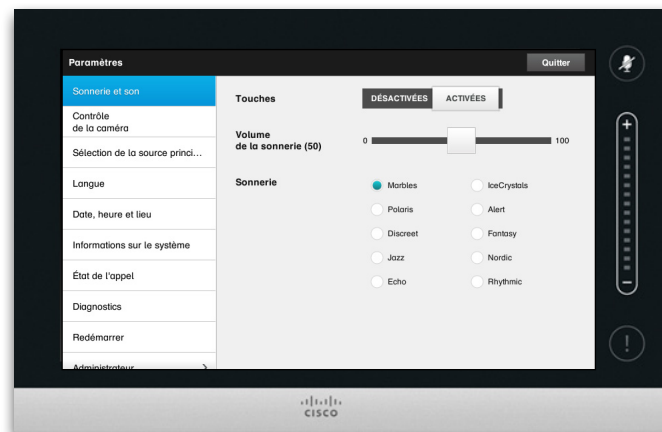 Paramètres
Quitter
Sonnerie et son
Contrôle
de la caméra
Sélection de la source princi...
Langue
Date, heure et lieu
Informations sur le système
État de l'appel
Diagnostics
Redémarrer
Administrateur
Touches
DÉSACTIVÉES
ACTIVÉES
Volume
de la sonnerie (50)
0
100
Sonnerie
Marbles
IceCrystals
Polaris
Alert
Discreet
Fantasy
Jazz
Nordic
Echo
Rhythmic
+
-
!
CISCO